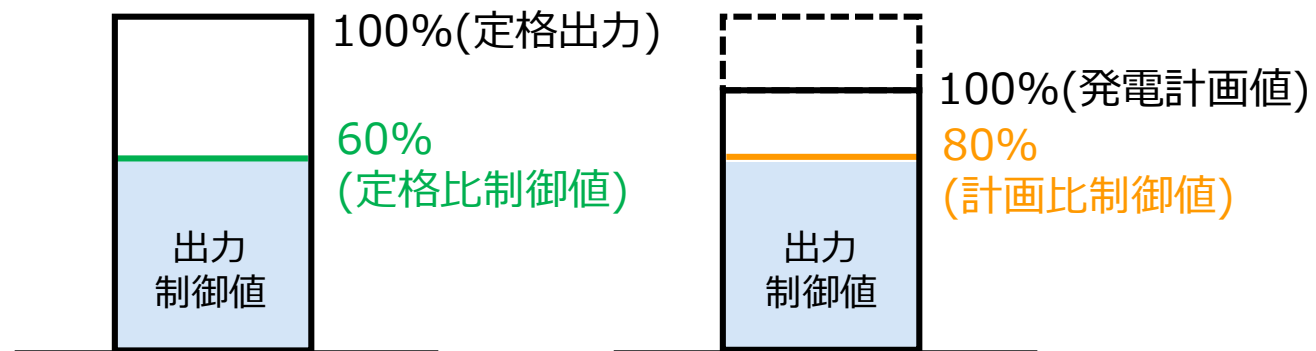 100%(定格出力)
60%
(定格比制御値)
出力
制御値
100%(発電計画値)
80%
(計画比制御値)
出力
制御値